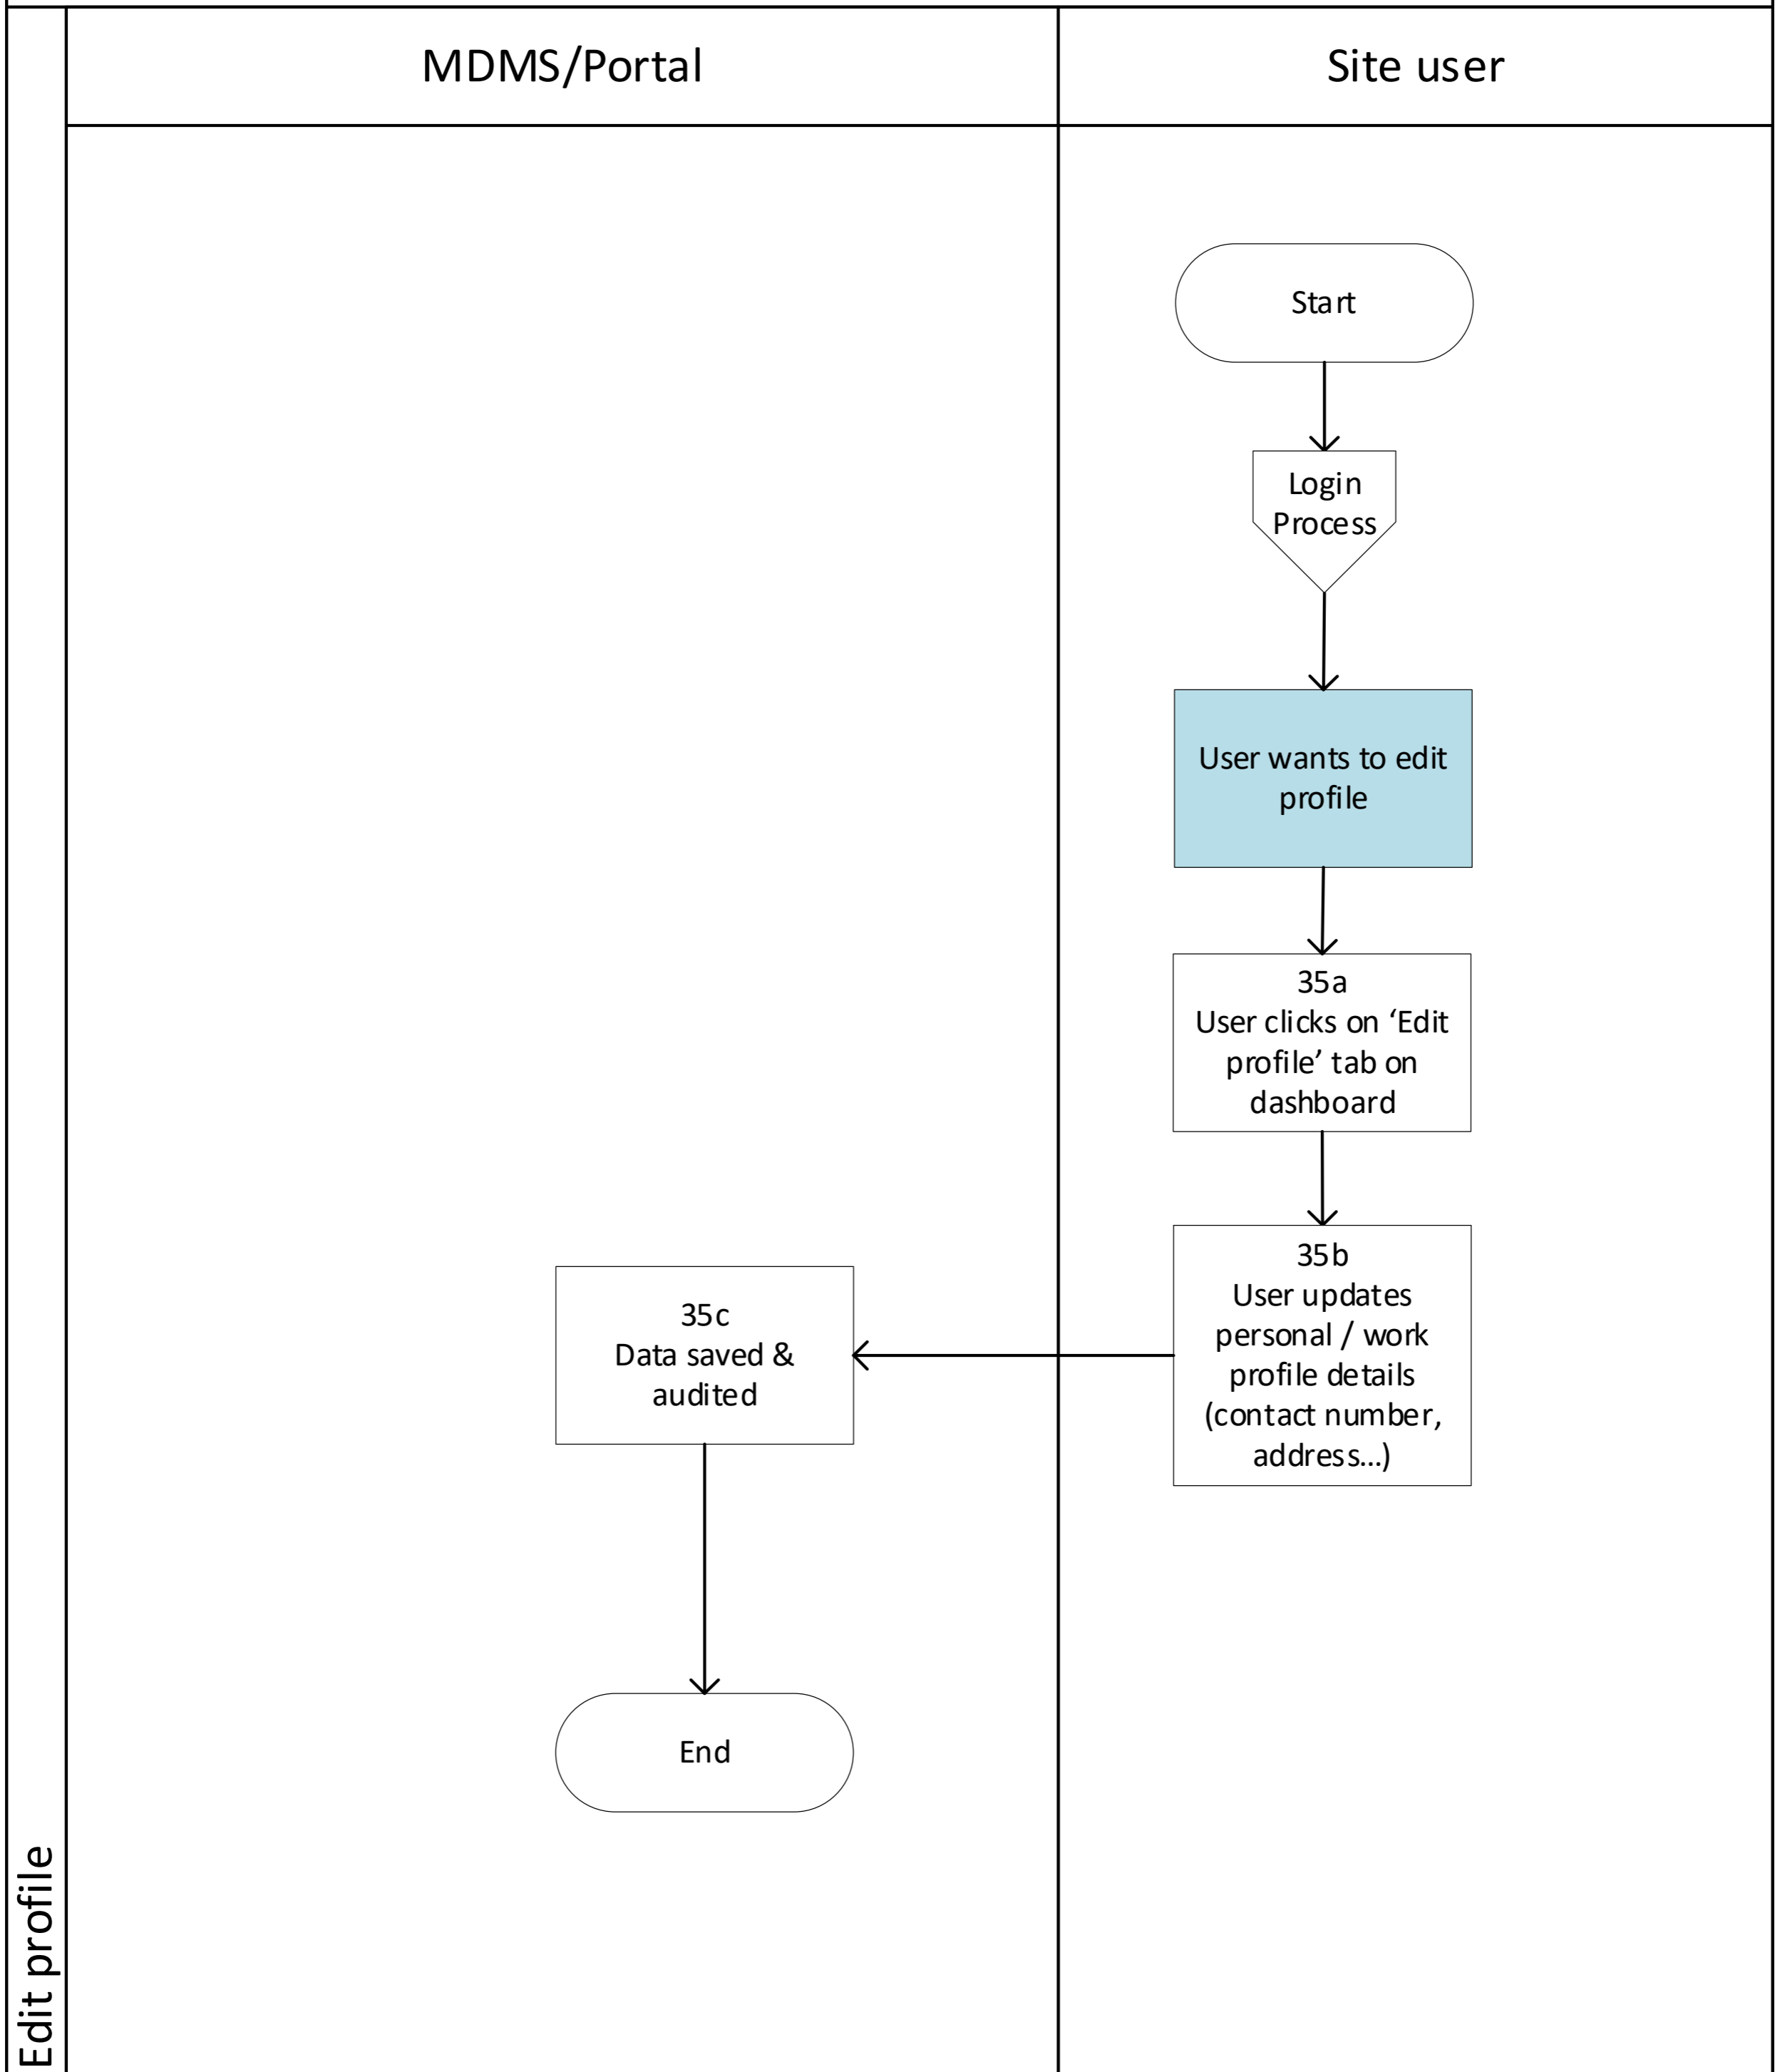 MDMS/Portal
Site user
Start
Login
Process
User wants to edit
profile
35a
User clicks on ‘Edit
profile’ tab on
dashboard
35b
User updates
personal / work
profile details
(contact number,
address...)
35c
Data saved &
audited
End
Edit profile